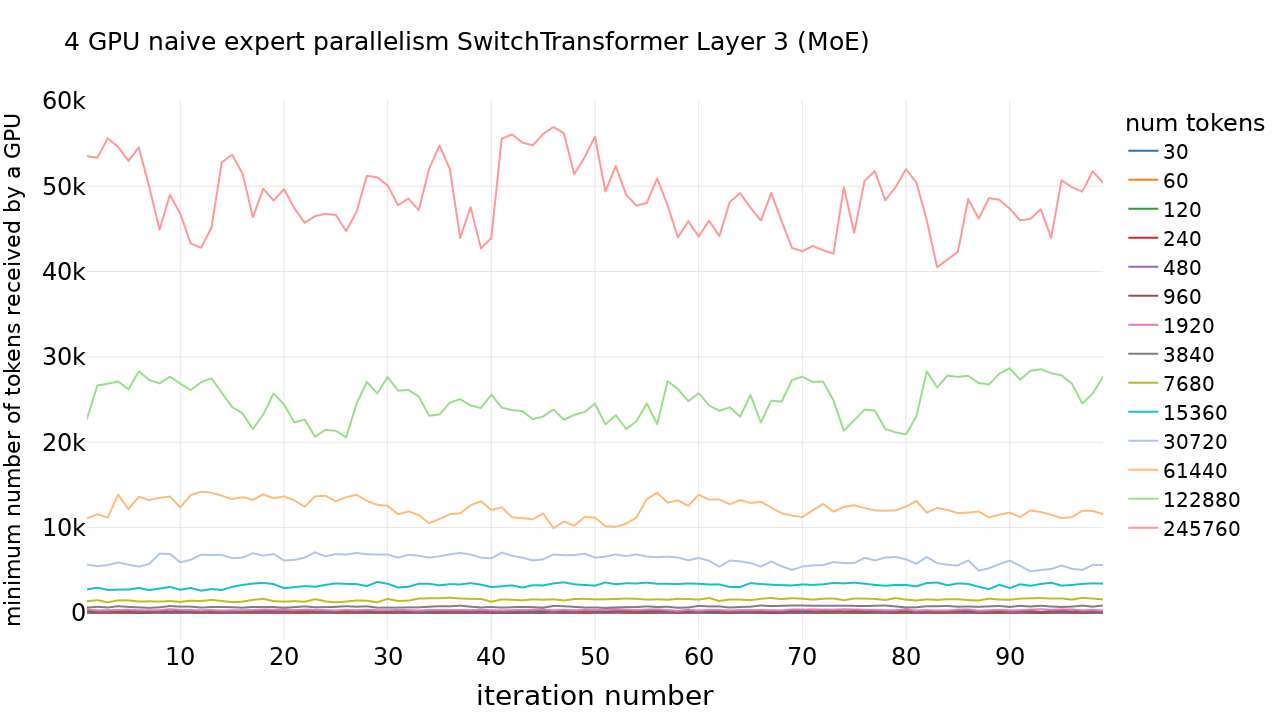 4 GPU naive expert parallelism SwitchTransformer Layer 3 (MoE)
minimum number of tokens received by a GPU
60k
50k
40k
30k
20k
10k
0
10 20 30 40 50 60 70 80 90
iteration number
num tokens
30
60
120
240
480
960
1920
3840
7680
15360
30720
61440
122880
245760